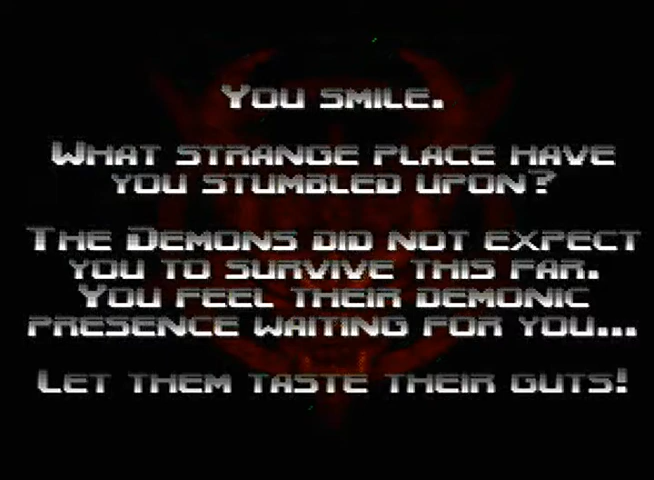 You smile.
What strange place have
you stumbled upon?
The Demons did not expect
you to survive this far.
You feel their demonic
presence waiting for you...
Let them taste their guts!